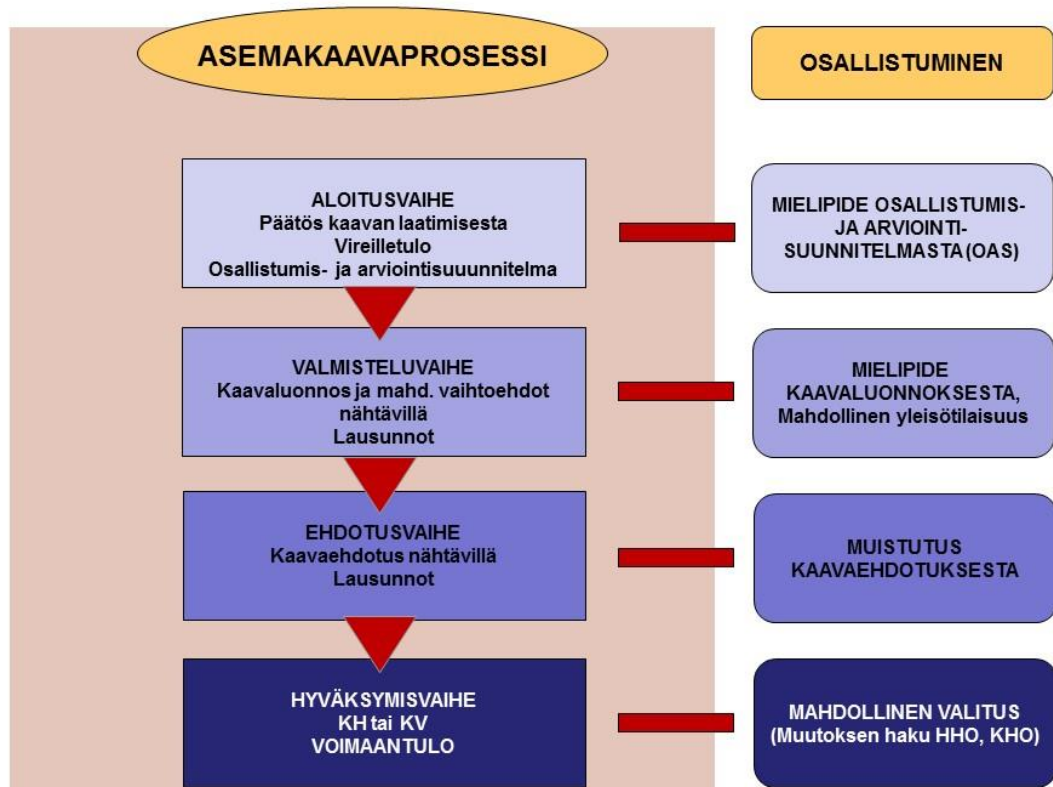 ASEMAKAAVAPROSESSI
OSALLISTUMINEN
ALOITUSVAIHE
Päätös kaavan laatimisesta
Vireilletulo
Osallistumis- ja arviointisuuunnitelma
MIELIPIDE OSALLISTUMIS-
JA ARVIOINTI-
SUUNNITELMASTA (OAS)
VALMISTELUVAIHE
Kaavaluonnos ja mahd. vaihtoehdot
nähtävillä
Lausunnot
MIELIPIDE
KAAVALUONNOKSESTA,
Mahdollinen yleisötilaisuus
EHDOTUSVAIHE
Kaavaehdotus nähtävillä
Lausunnot
MUISTUTUS
KAAVAEHDOTUKSESTA
HYVÄKSYMISVAIHE
KH tai KV
VOIMAANTULO
MAHDOLLINEN VALITUS
(Muutoksen haku HHO, KHO)